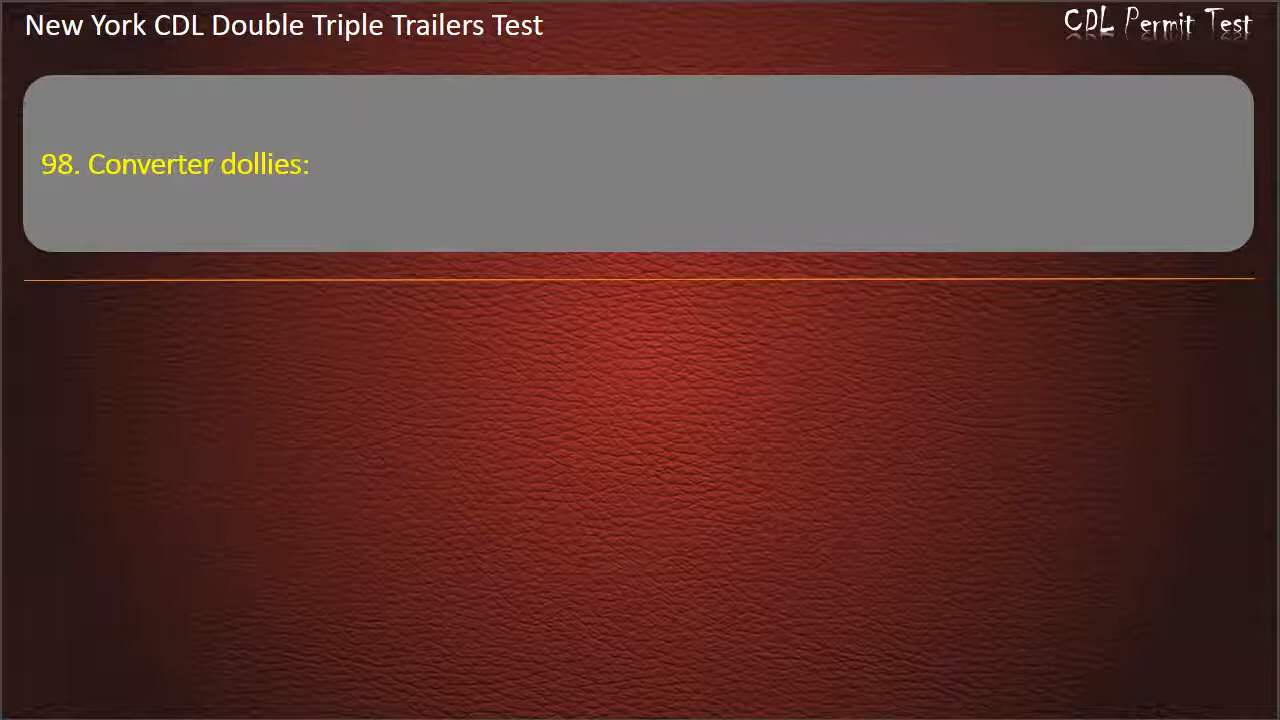 New York CDL Double Triple Trailers Test
CDL Permit Test
98. Converter dollies: